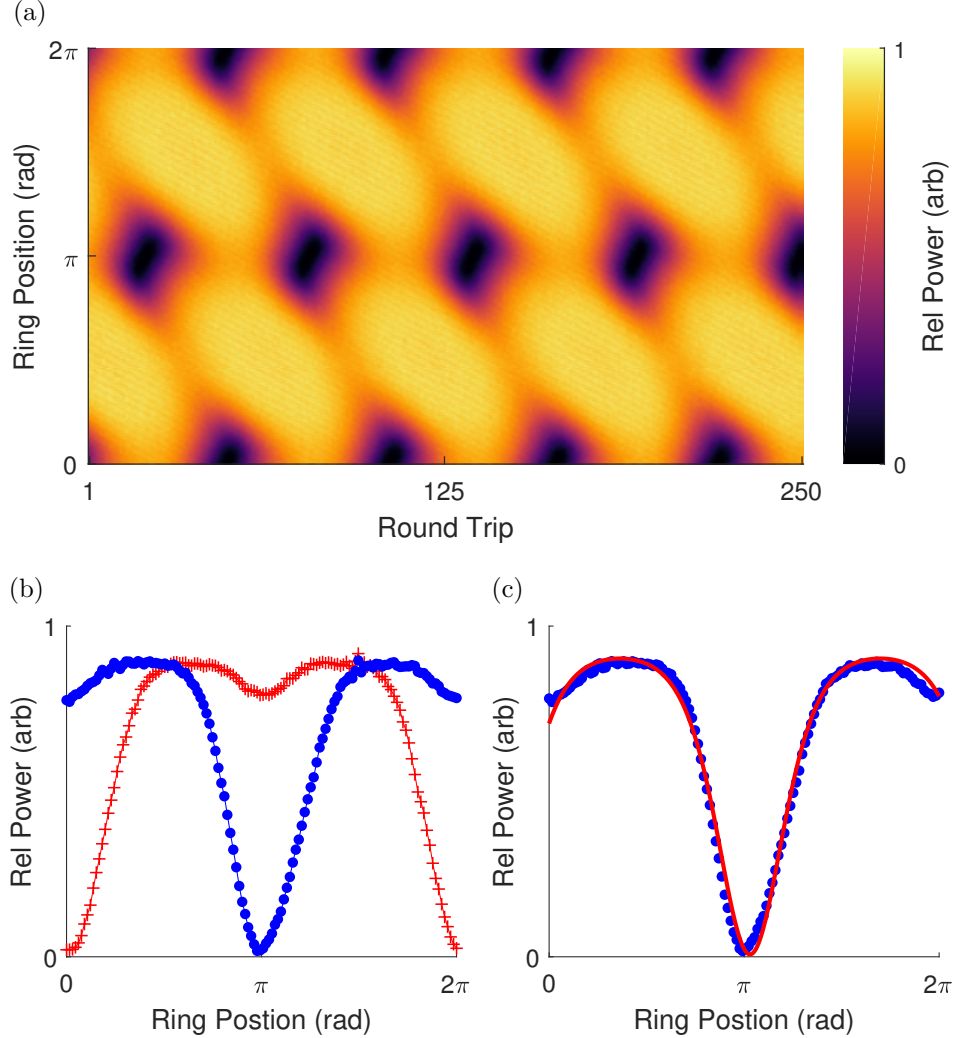 (a)
2π
π
0
Ring Position (rad)
1
125
250
Round Trip
1
0
Rel Power (arb)
(b)
1
0
Rel Power (arb)
0
π
2π
Ring Postion (rad)
(c)
1
0
Rel Power (arb)
0
π
2π
Ring Postion (rad)